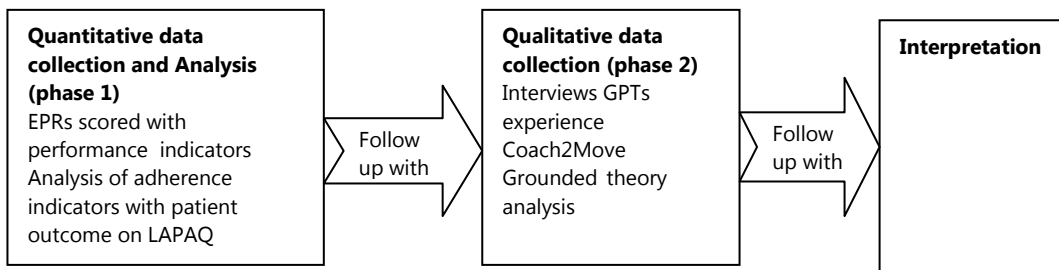 Quantitative data
collection and Analysis
(phase 1)
EPRs scored with
performance indicators
Analysis of adherence
indicators with patient
outcome on LAPAQ
Follow
up with
Qualitative data
collection (phase 2)
Interviews GPTs
experience
Coach2Move
Grounded theory
analysis
Follow
up with
Interpretation